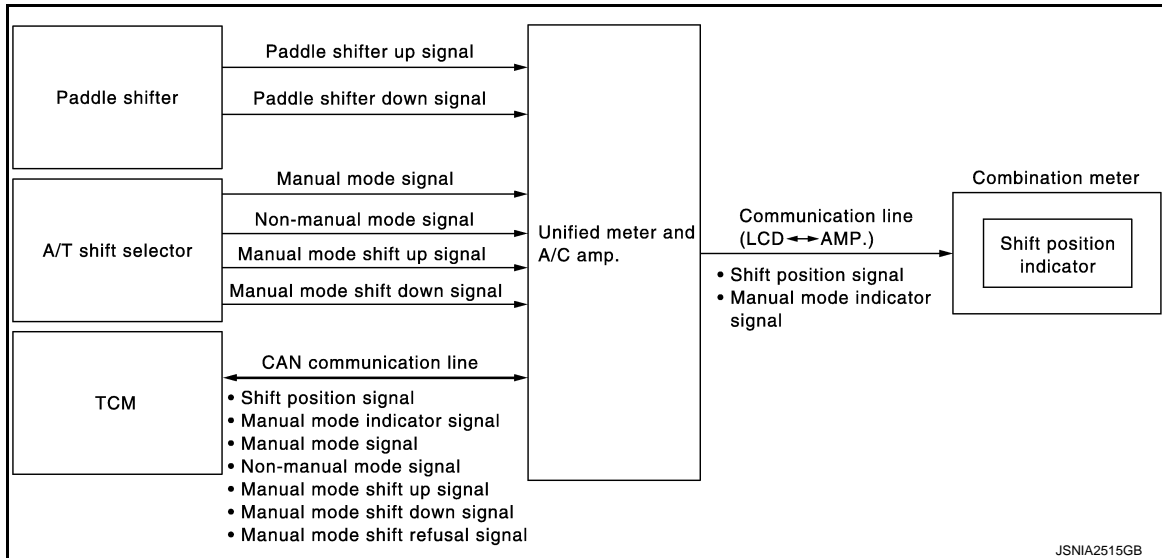 Paddle shifter
Paddle shifter up signal
Paddle shifter down signal
A/T shift selector
Manual mode signal
Non-manual mode signal
Manual mode shift up signal
Manual mode shift down signal
TCM
CAN communication line
• Shift position signal
• Manual mode indicator signal
• Manual mode signal
• Non-manual mode signal
• Manual mode shift up signal
• Manual mode shift down signal
• Manual mode shift refusal signal
Unified meter and
A/C amp.
Communication line
(LCD↔AMP.)
• Shift position signal
• Manual mode indicator
signal
Combination meter
Shift position
indicator
JSNIA2515GB